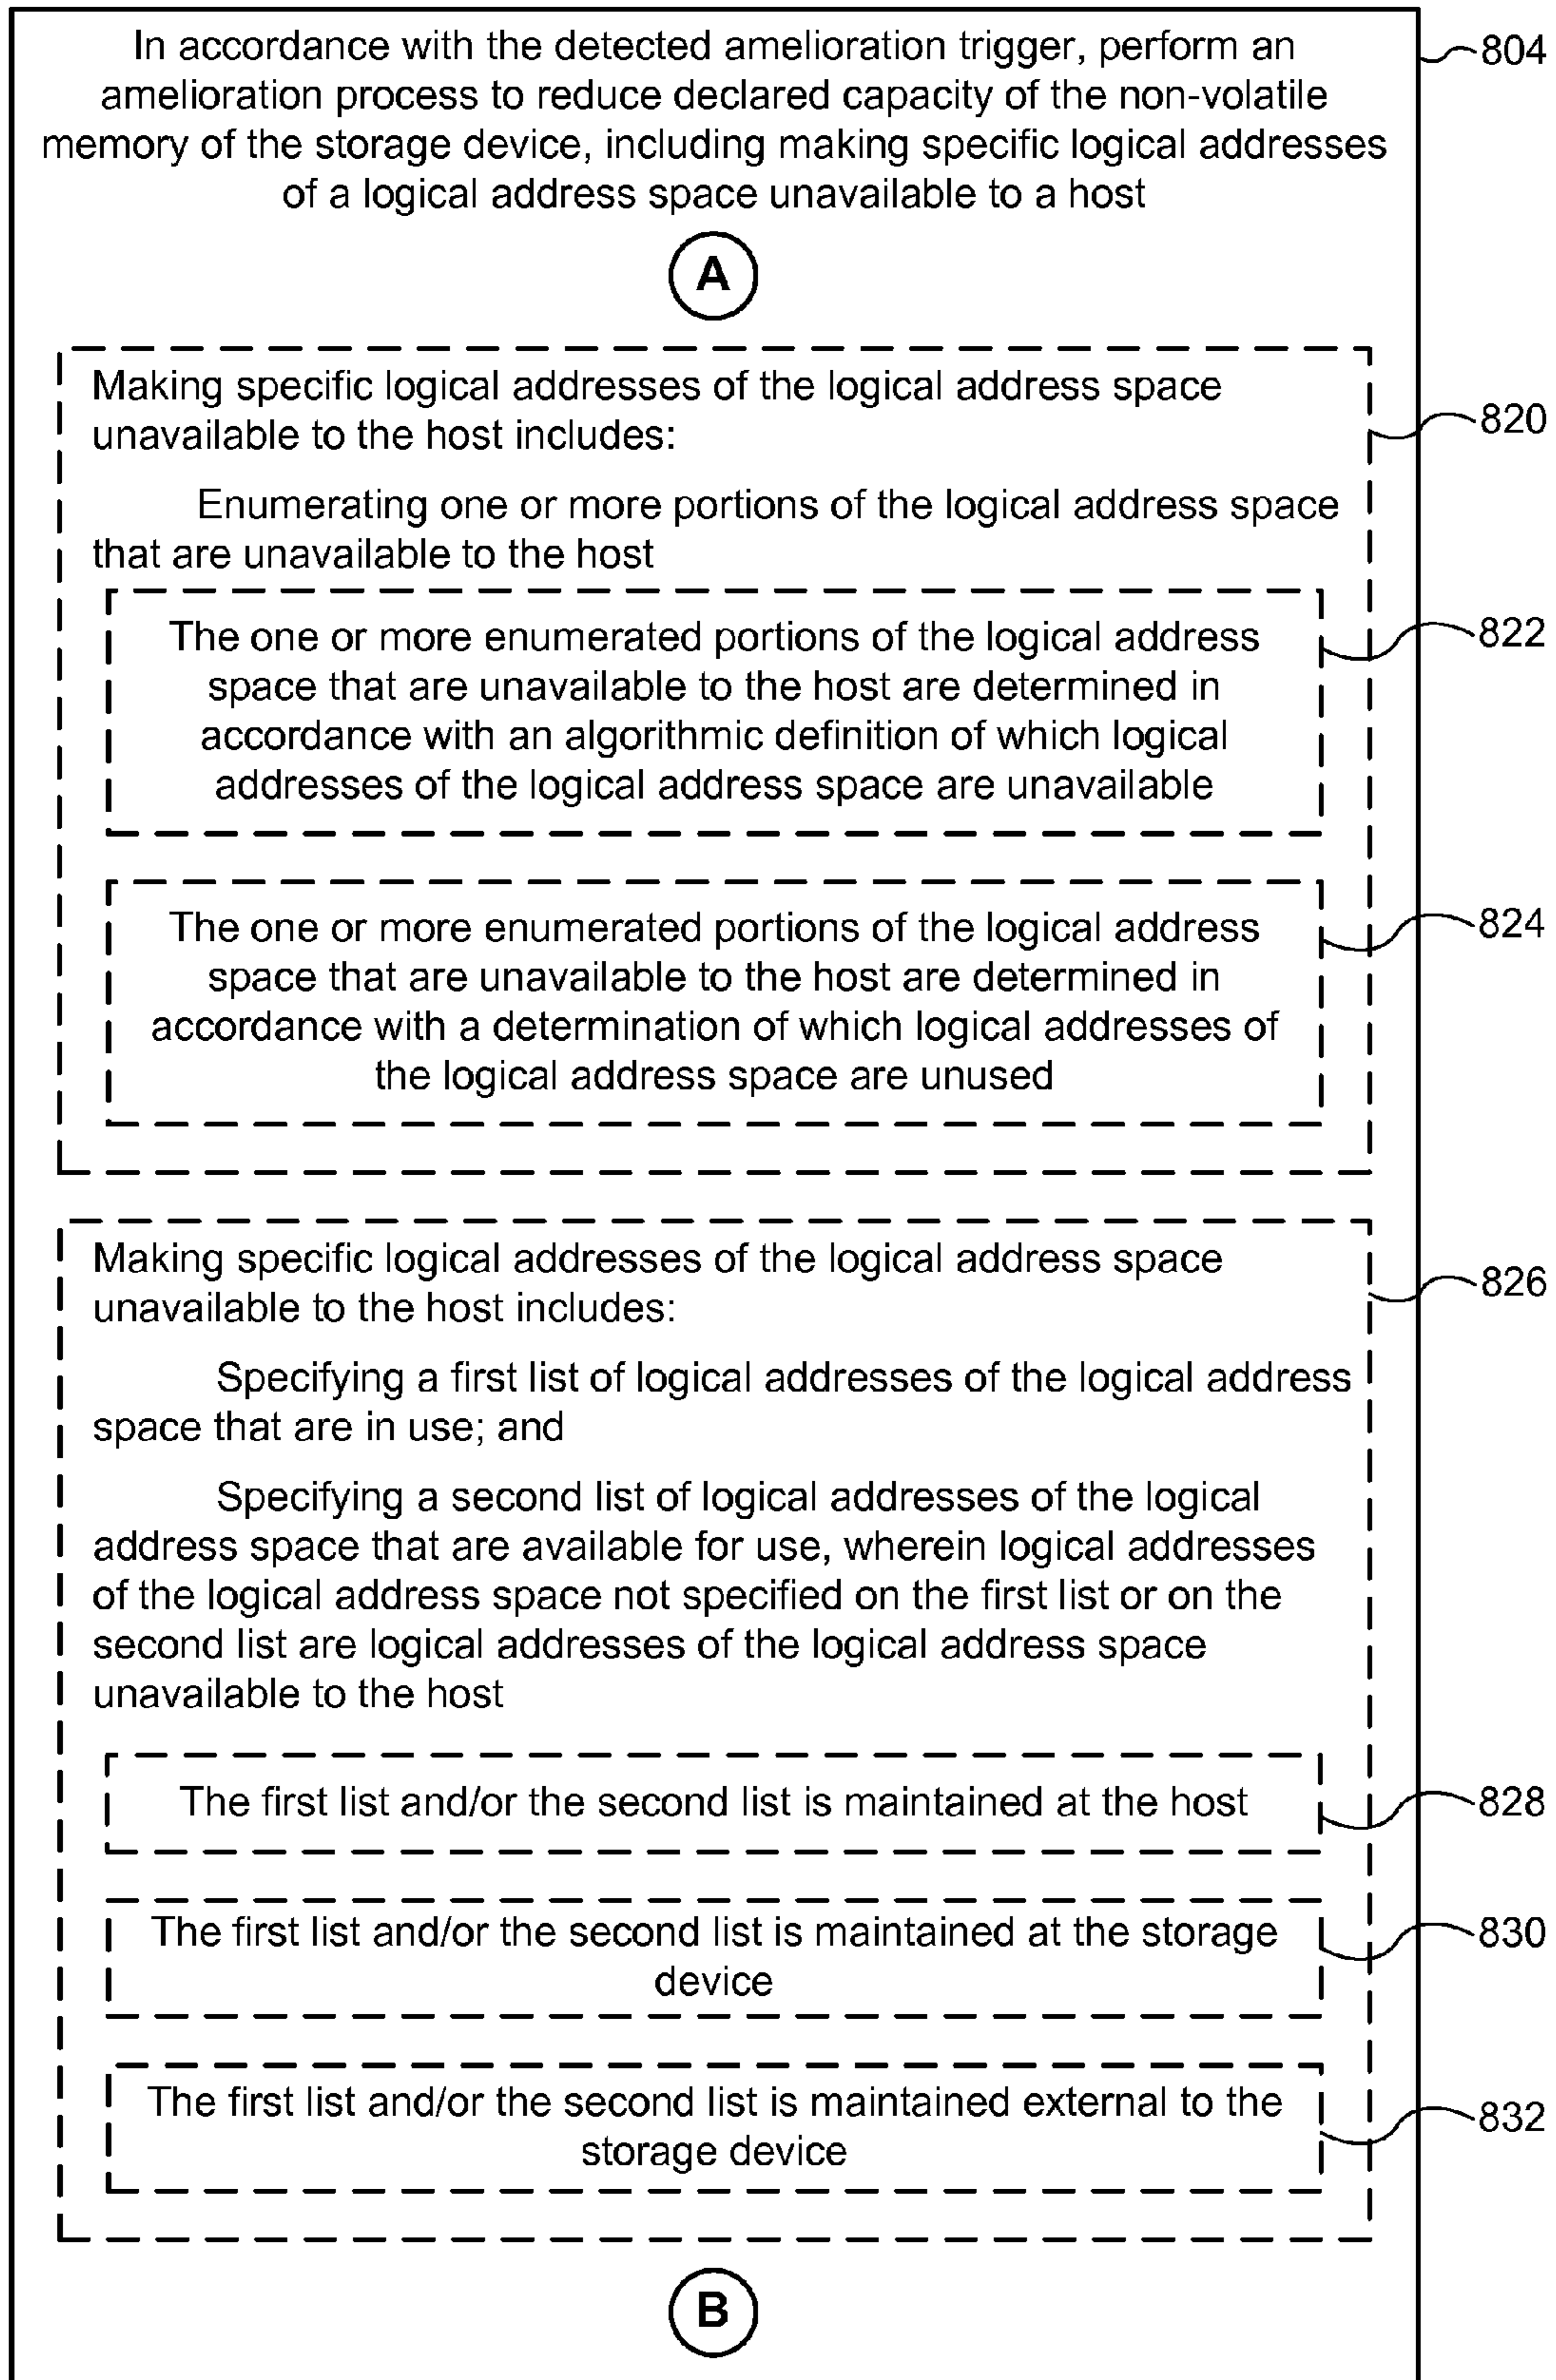 In accordance with the detected amelioration trigger, perform an
amelioration process to reduce declared capacity of the non-volatile
memory of the storage device, including making specific logical addresses
of a logical address space unavailable to a host
804
A
Making specific logical addresses of the logical address space
unavailable to the host includes:
820
Enumerating one or more portions of the logical address space
that are unavailable to the host
The one or more enumerated portions of the logical address
space that are unavailable to the host are determined in
accordance with an algorithmic definition of which logical
addresses of the logical address space are unavailable
822
The one or more enumerated portions of the logical address
space that are unavailable to the host are determined in
accordance with a determination of which logical addresses of
the logical address space are unused
824
Making specific logical addresses of the logical address space
unavailable to the host includes:
826
Specifying a first list of logical addresses of the logical address
space that are in use; and
Specifying a second list of logical addresses of the logical
address space that are available for use, wherein logical addresses
of the logical address space not specified on the first list or on the
second list are logical addresses of the logical address space
unavailable to the host
The first list and/or the second list is maintained at the host
828
The first list and/or the second list is maintained at the storage
device
830
The first list and/or the second list is maintained external to the
storage device
832
B